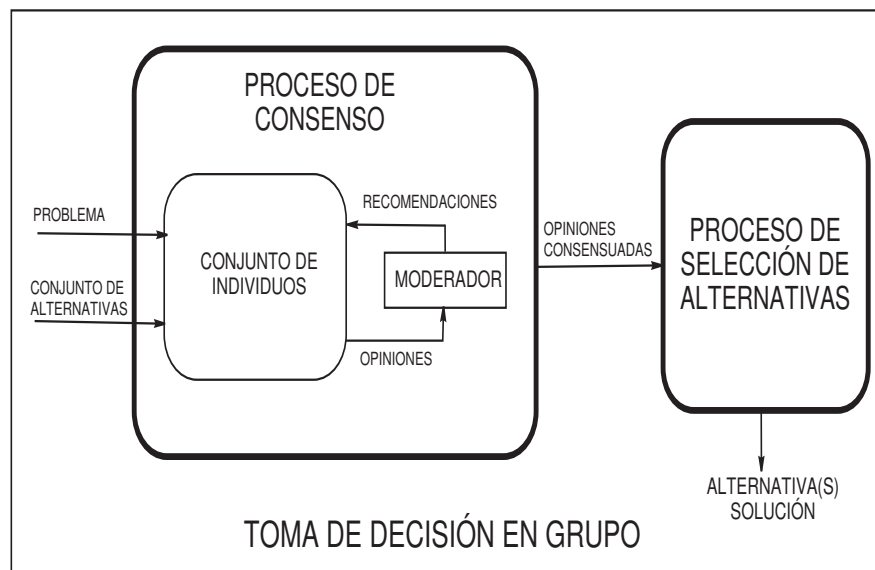 PROCESO DE
CONSENSO
PROBLEMA
CONJUNTO DE
ALTERNATIVAS
CONJUNTO DE
INDIVIDUOS
RECOMENDACIONES
MODERADOR
OPINIONES
OPINIONES
CONSENSUADAS
PROCESO DE
SELECCIÓN DE
ALTERNATIVAS
ALTERNATIVA(S)
SOLUCIÓN
TOMA DE DECISIÓN EN GRUPO